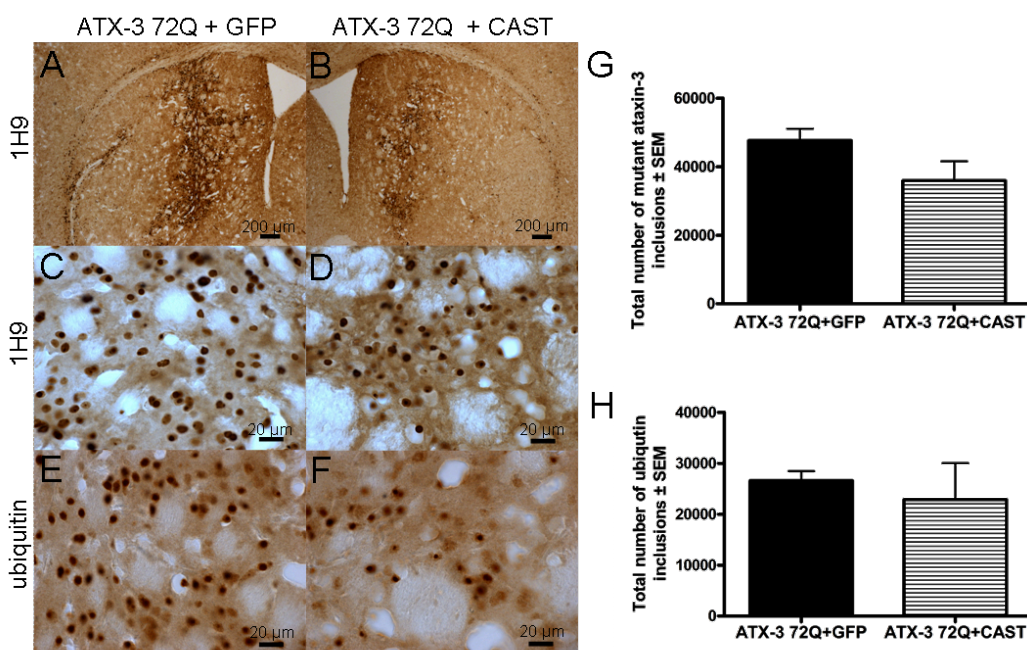 ATX-3 72Q + GFP
ATX-3 72Q + CAST
A
B
1H9
200 µm
200 µm
C
D
1H9
20 µm
20 µm
E
F
ubiquitin
20 µm
20 µm
G
Total number of mutant ataxin-3
inclusions ± SEM
60000
40000
20000
0
ATX-3 72Q+GFP
ATX-3 72Q+CAST
H
Total number of ubiqutin
inclusions ± SEM
40000
30000
20000
10000
0
ATX-3 72Q+GFP
ATX-3 72Q+CAST